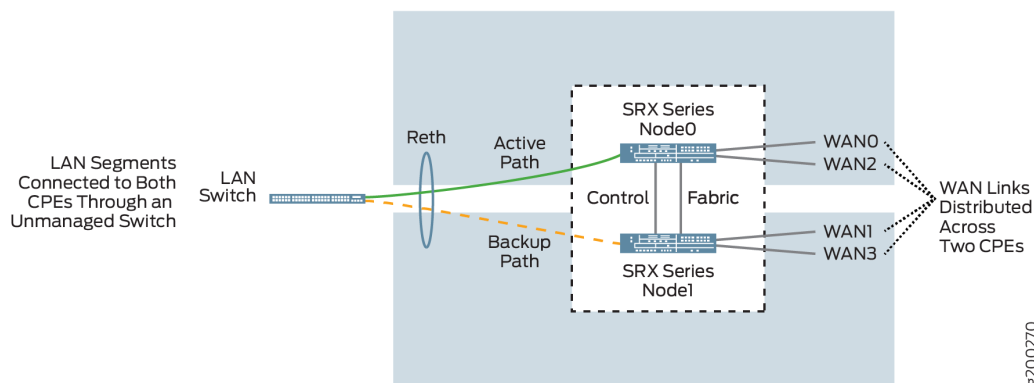 SRX Series
Node0
Reth
Active
Path
WAN0
WAN2
LAN Segments
Connected to Both
CPEs Through an
Unmanaged Switch
LAN
Switch
Control
Fabric
WAN Links
Distributed
Across
Two CPEs
WAN1
WAN3
Backup
Path
SRX Series
Node1
g200270